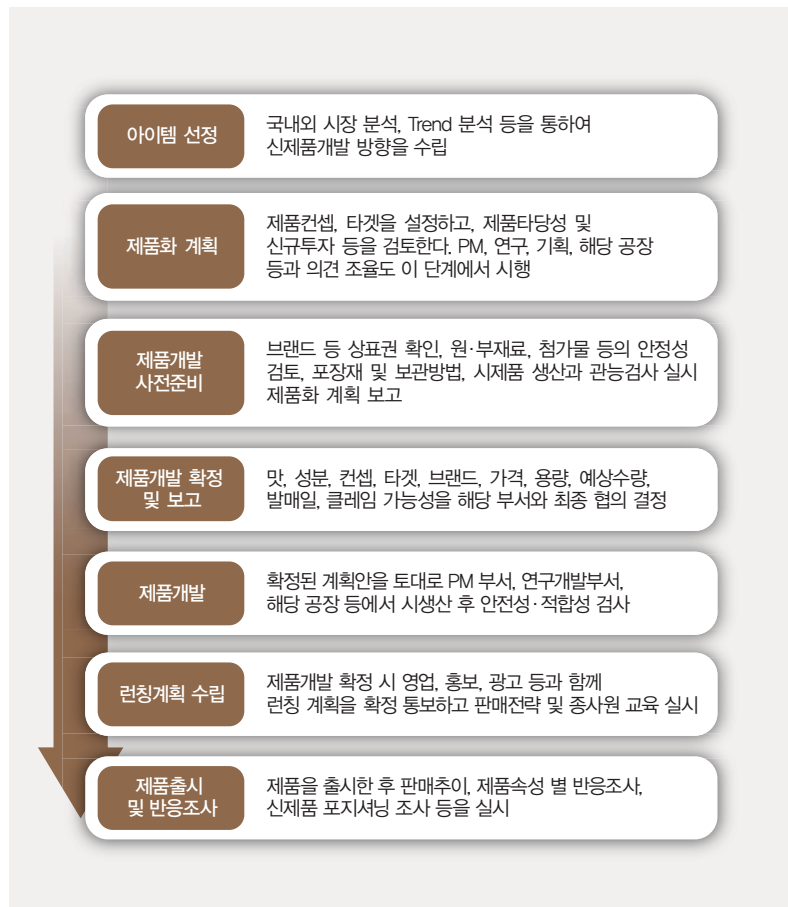 아이템 선정
국내외 시장 분석, Trend 분석 등을 통하여
신제품개발 방향을 수립
제품화 계획
제품컨셉, 타겟을 설정하고, 제품타당성 및
신규투자 등을 검토한다. PM, 연구, 기획, 해당 공장
등과 의견 조율도 이 단계에서 시행
제품개발
사전준비
브랜드 등 상표권 확인, 원·부재료, 첨가물 등의 안정성
검토, 포장재 및 보관방법, 시제품 생산과 관능검사 실시
제품화 계획 보고
제품개발 확정
및 보고
맛, 성분, 컨셉, 타겟, 브랜드, 가격, 용량, 예상수량,
발매일, 클레임 가능성을 해당 부서와 최종 협의 결정
제품개발
확정된 계획안을 토대로 PM 부서, 연구개발부서,
해당 공장 등에서 시생산 후 안전성·적합성 검사
런칭계획 수립
제품개발 확정 시 영업, 홍보, 광고 등과 함께
런칭 계획을 확정 통보하고 판매전략 및 종사원 교육 실시
제품출시
및 반응조사
제품을 출시한 후 판매추이, 제품속성 별 반응조사,
신제품 포지셔닝 조사 등을 실시